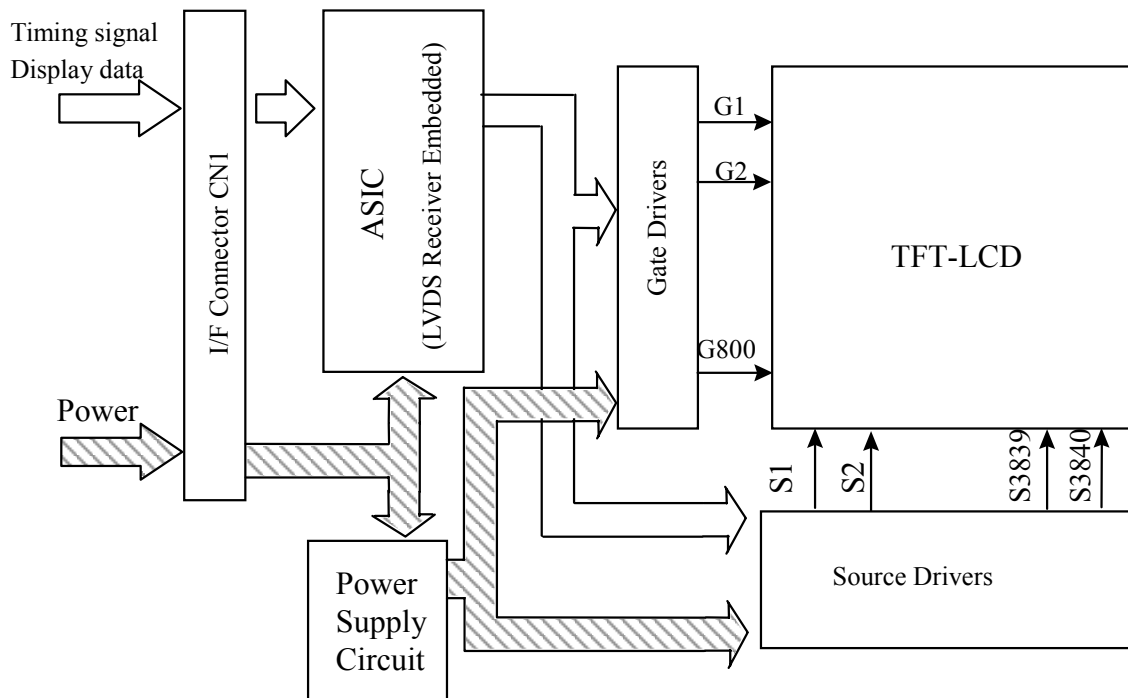 Timing signal
Display data
I/F Connector CN1
ASIC
(LVDS Receiver Embedded)
Gate Drivers
G1
G2
G800
TFT-LCD
Power
S1
S2
S3839
S3840
Power
Supply
Circuit
Source Drivers